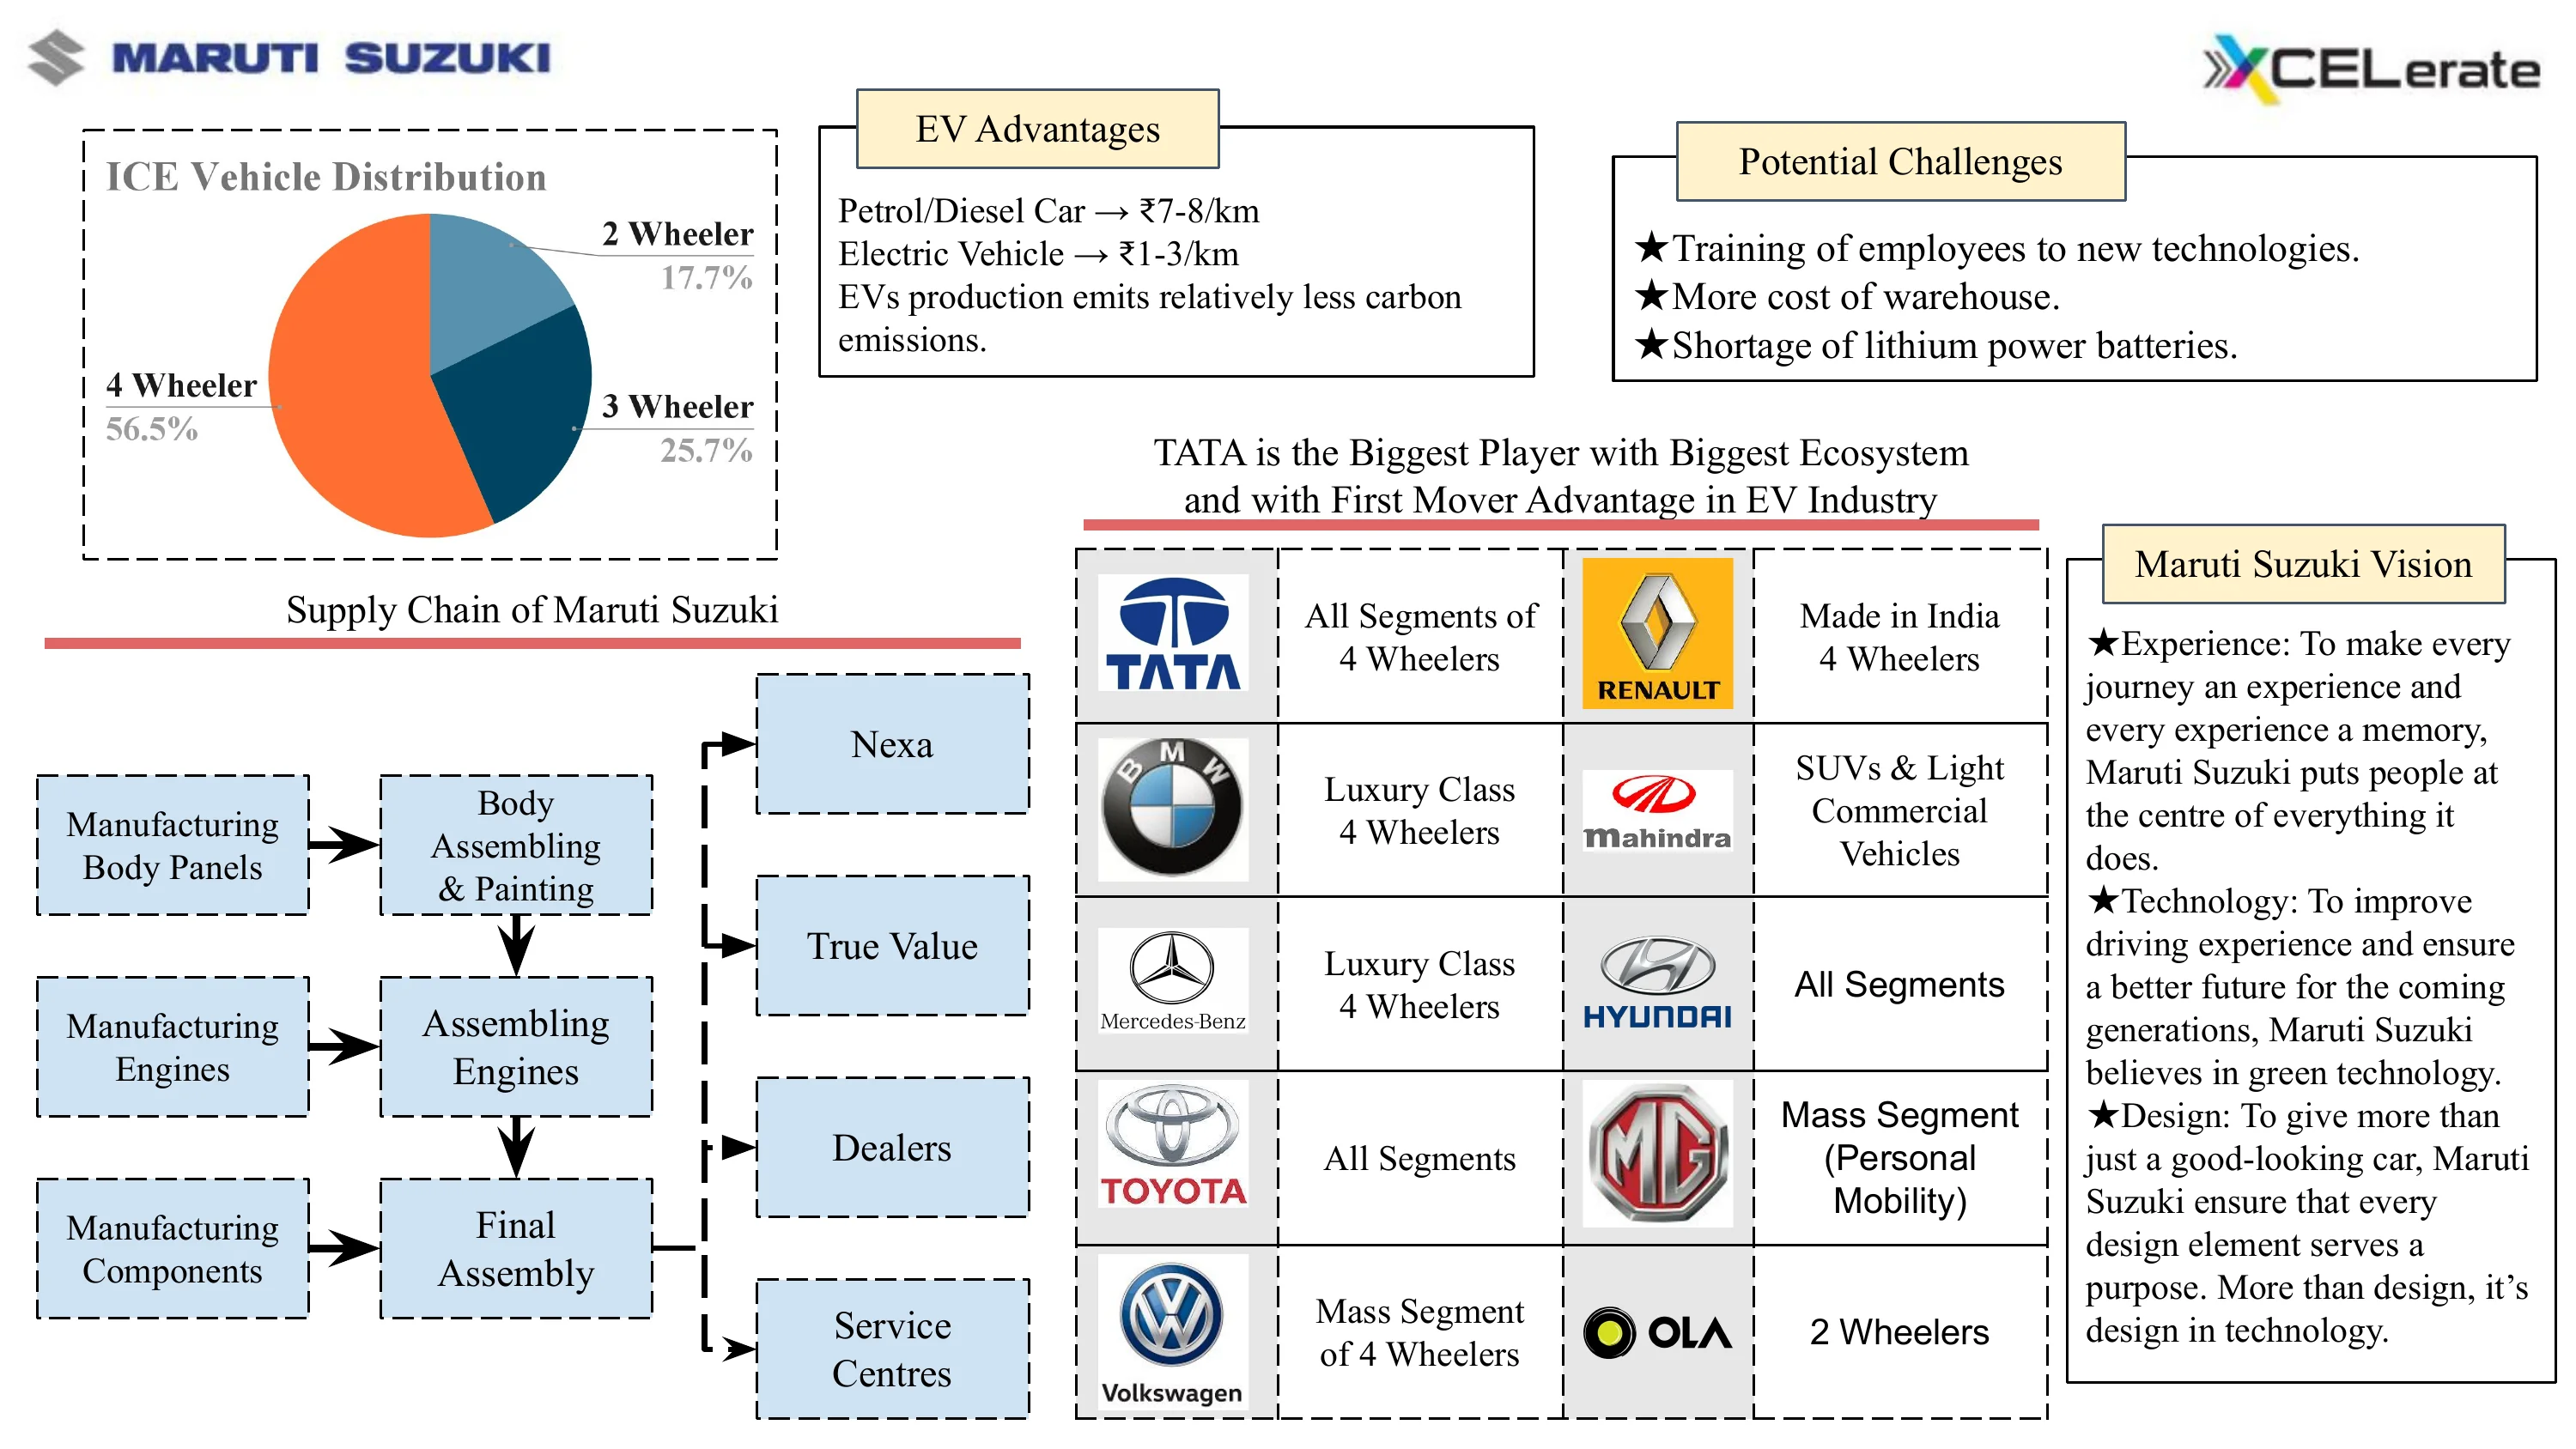 MARUTI SUZUKI
XCELerate
ICE Vehicle Distribution
2 Wheeler
17.7%
4 Wheeler
56.5%
3 Wheeler
25.7%
EV Advantages
Petrol/Diesel Car → ₹7-8/km
Electric Vehicle → ₹1-3/km
EVs production emits relatively less carbon
emissions.
Potential Challenges
★Training of employees to new technologies.
★More cost of warehouse.
★Shortage of lithium power batteries.
Supply Chain of Maruti Suzuki
Manufacturing
Body Panels
Body
Assembling
& Painting
Manufacturing
Engines
Assembling
Engines
Manufacturing
Components
Final
Assembly
Nexa
True Value
Dealers
Service
Centres
TATA is the Biggest Player with Biggest Ecosystem
and with First Mover Advantage in EV Industry
TATA
All Segments of
4 Wheelers
RENAULT
Made in India
4 Wheelers
BMW
Luxury Class
4 Wheelers
mahindra
SUVs & Light
Commercial
Vehicles
Mercedes-Benz
Luxury Class
4 Wheelers
HYUNDAI
All Segments
TOYOTA
All Segments
MG
Mass Segment
(Personal
Mobility)
Volkswagen
Mass Segment
of 4 Wheelers
OLA
2 Wheelers
Maruti Suzuki Vision
★Experience: To make every
journey an experience and
every experience a memory,
Maruti Suzuki puts people at
the centre of everything it
does.
★Technology: To improve
driving experience and ensure
a better future for the coming
generations, Maruti Suzuki
believes in green technology.
★Design: To give more than
just a good-looking car, Maruti
Suzuki ensure that every
design element serves a
purpose. More than design, it’s
design in technology.